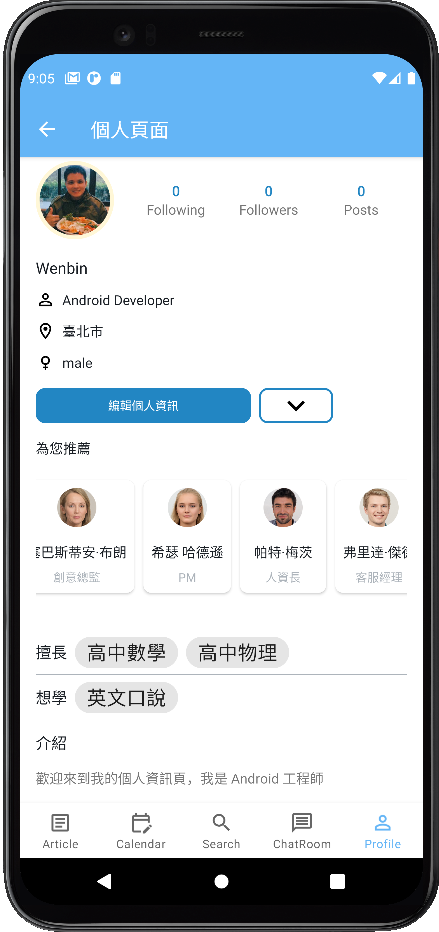 9:05
個人頁面
0 0 0
Following Followers Posts
Wenbin
Android Developer
臺北市
male
編輯個人資訊
為您推薦
塞巴斯蒂安·布朗 希瑟 哈德遜 帕特·梅茨 弗里達·傑
創意總監 PM 人資長 客服經理
擅長 高中數學 高中物理
想學 英文口說
介紹
歡迎來到我的個人資訊頁，我是 Android 工程師
Article Calendar Search ChatRoom Profile